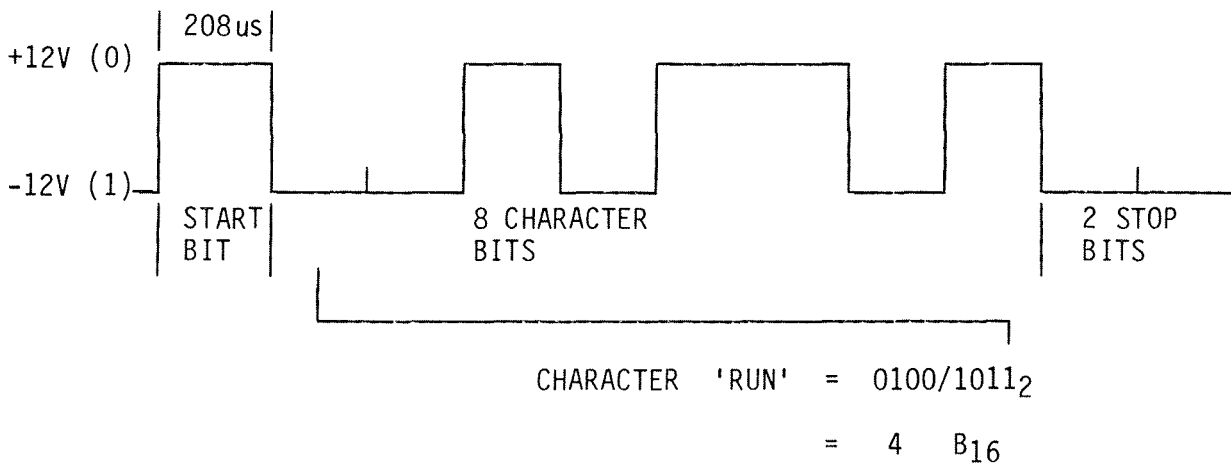 208us
+12V (0)
-12V (1)
START
BIT
8 CHARACTER
BITS
2 STOP
BITS
CHARACTER 'RUN' = 0100/1011₂
= 4 B₁₆